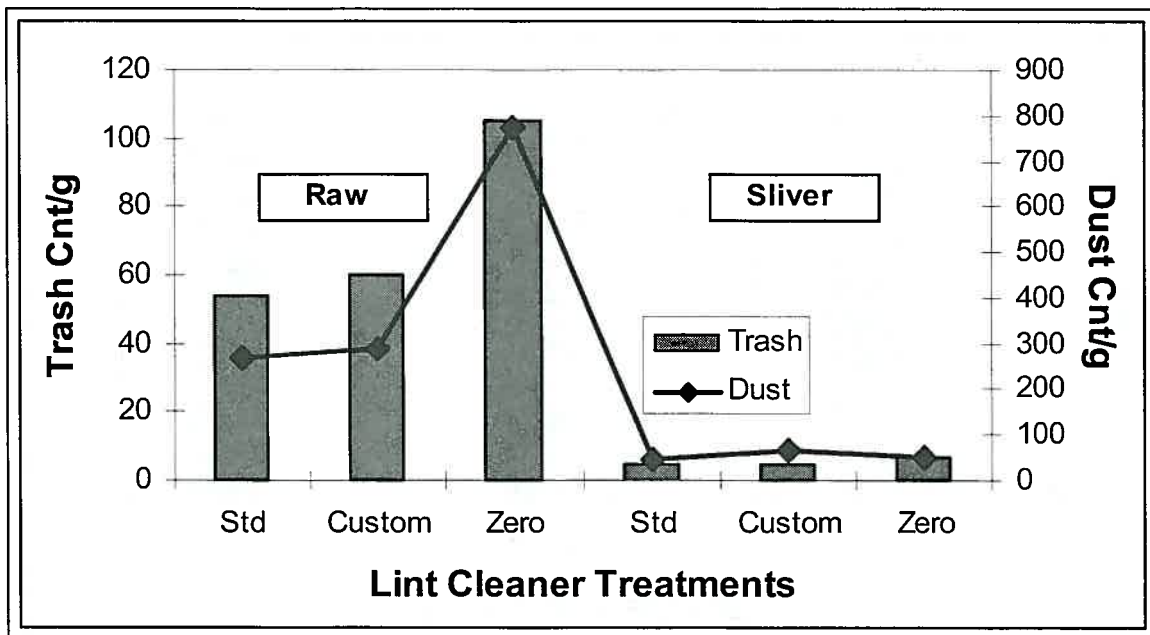 120
100
80
60
40
20
0
Trash Cnt/g
900
800
700
600
500
400
300
200
100
0
Dust Cnt/g
Raw
Sliver
Trash
Dust
Std Custom Zero Std Custom Zero
Lint Cleaner Treatments